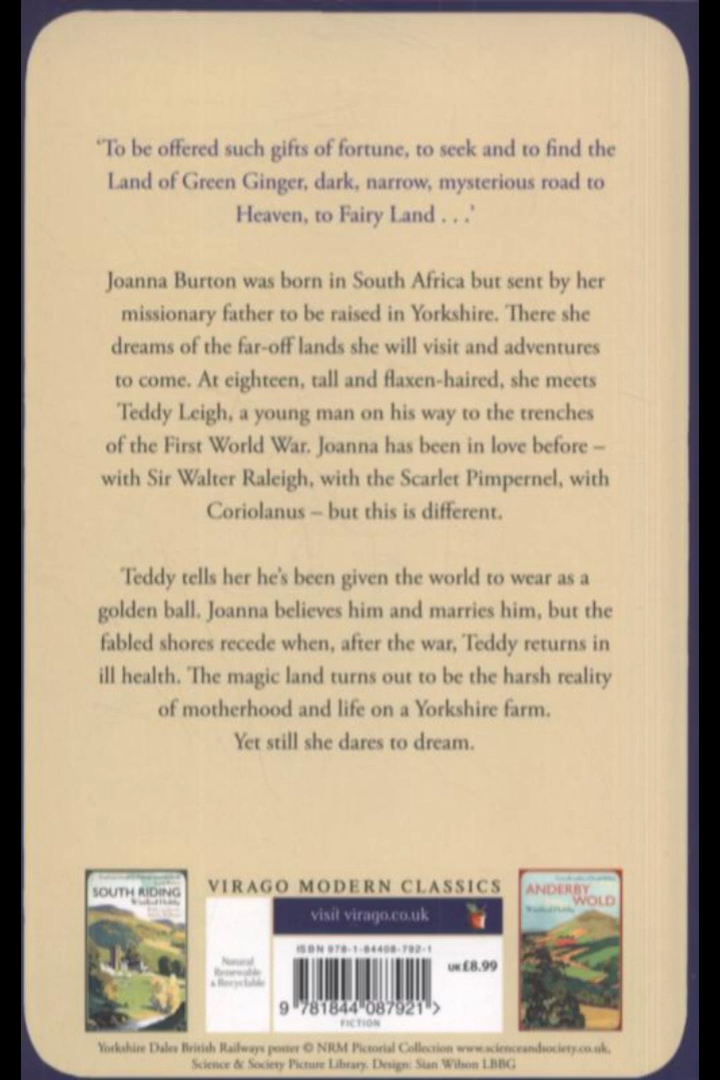 'To be offered such gifts of fortune, to seek and to find the
Land of Green Ginger, dark, narrow, mysterious road to
Heaven, to Fairy Land . . .'
Joanna Burton was born in South Africa but sent by her
missionary father to be raised in Yorkshire. There she
dreams of the far-off lands she will visit and adventures
to come. At eighteen, tall and flaxen-haired, she meets
Teddy Leigh, a young man on his way to the trenches
of the First World War. Joanna has been in love before –
with Sir Walter Raleigh, with the Scarlet Pimpernel, with
Coriolanus – but this is different.
Teddy tells her he's been given the world to wear as a
golden ball. Joanna believes him and marries him, but the
fabled shores recede when, after the war, Teddy returns in
ill health. The magic land turns out to be the harsh reality
of motherhood and life on a Yorkshire farm.
Yet still she dares to dream.
SOUTH RIDING
Winifred Holtby
VIRAGO MODERN CLASSICS
visit virago.co.uk
Natural
Renewable
& Recyclable
ISBN 978-1-84408-792-1
UK £8.99
9 781844 087921 >
FICTION
ANDERBY
WOLD
Winifred Holtby
Yorkshire Dales British Railways poster © NRM Pictorial Collection www.scienceandsociety.co.uk,
Science & Society Picture Library. Design: Sian Wilson LBBG